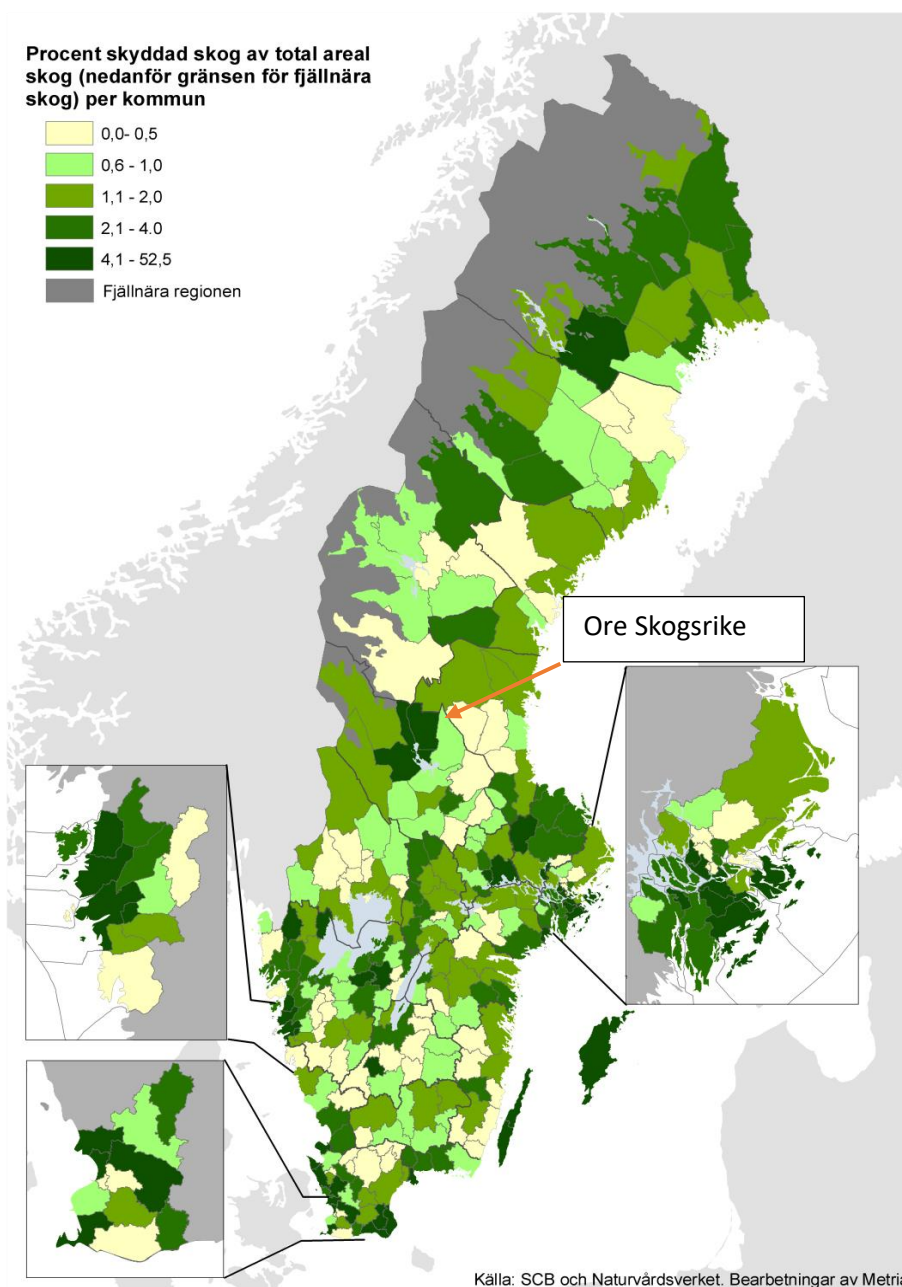 Procent skyddad skog av total areal
skog (nedanför gränsen för fjällnära
skog) per kommun
0,0- 0,5
0,6 - 1,0
1,1 - 2,0
2,1 - 4.0
4,1 - 52,5
Fjällnära regionen
Ore Skogsrike
Källa: SCB och Naturvårdsverket. Bearbetningar av Metria